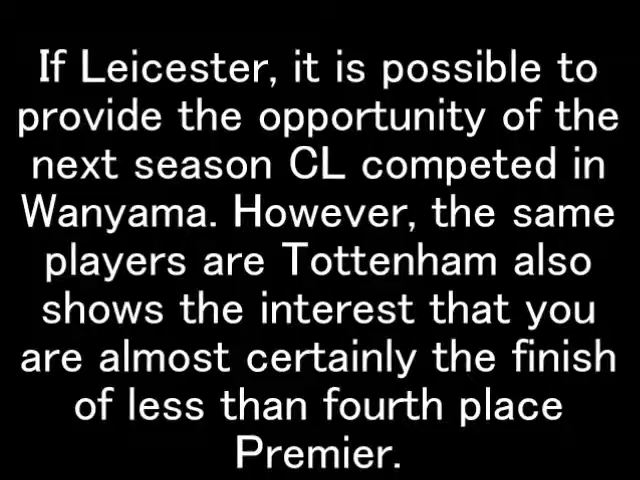 If Leicester, it is possible to
provide the opportunity of the
next season CL competed in
Wanyama. However, the same
players are Tottenham also
shows the interest that you
are almost certainly the finish
of less than fourth place
Premier.